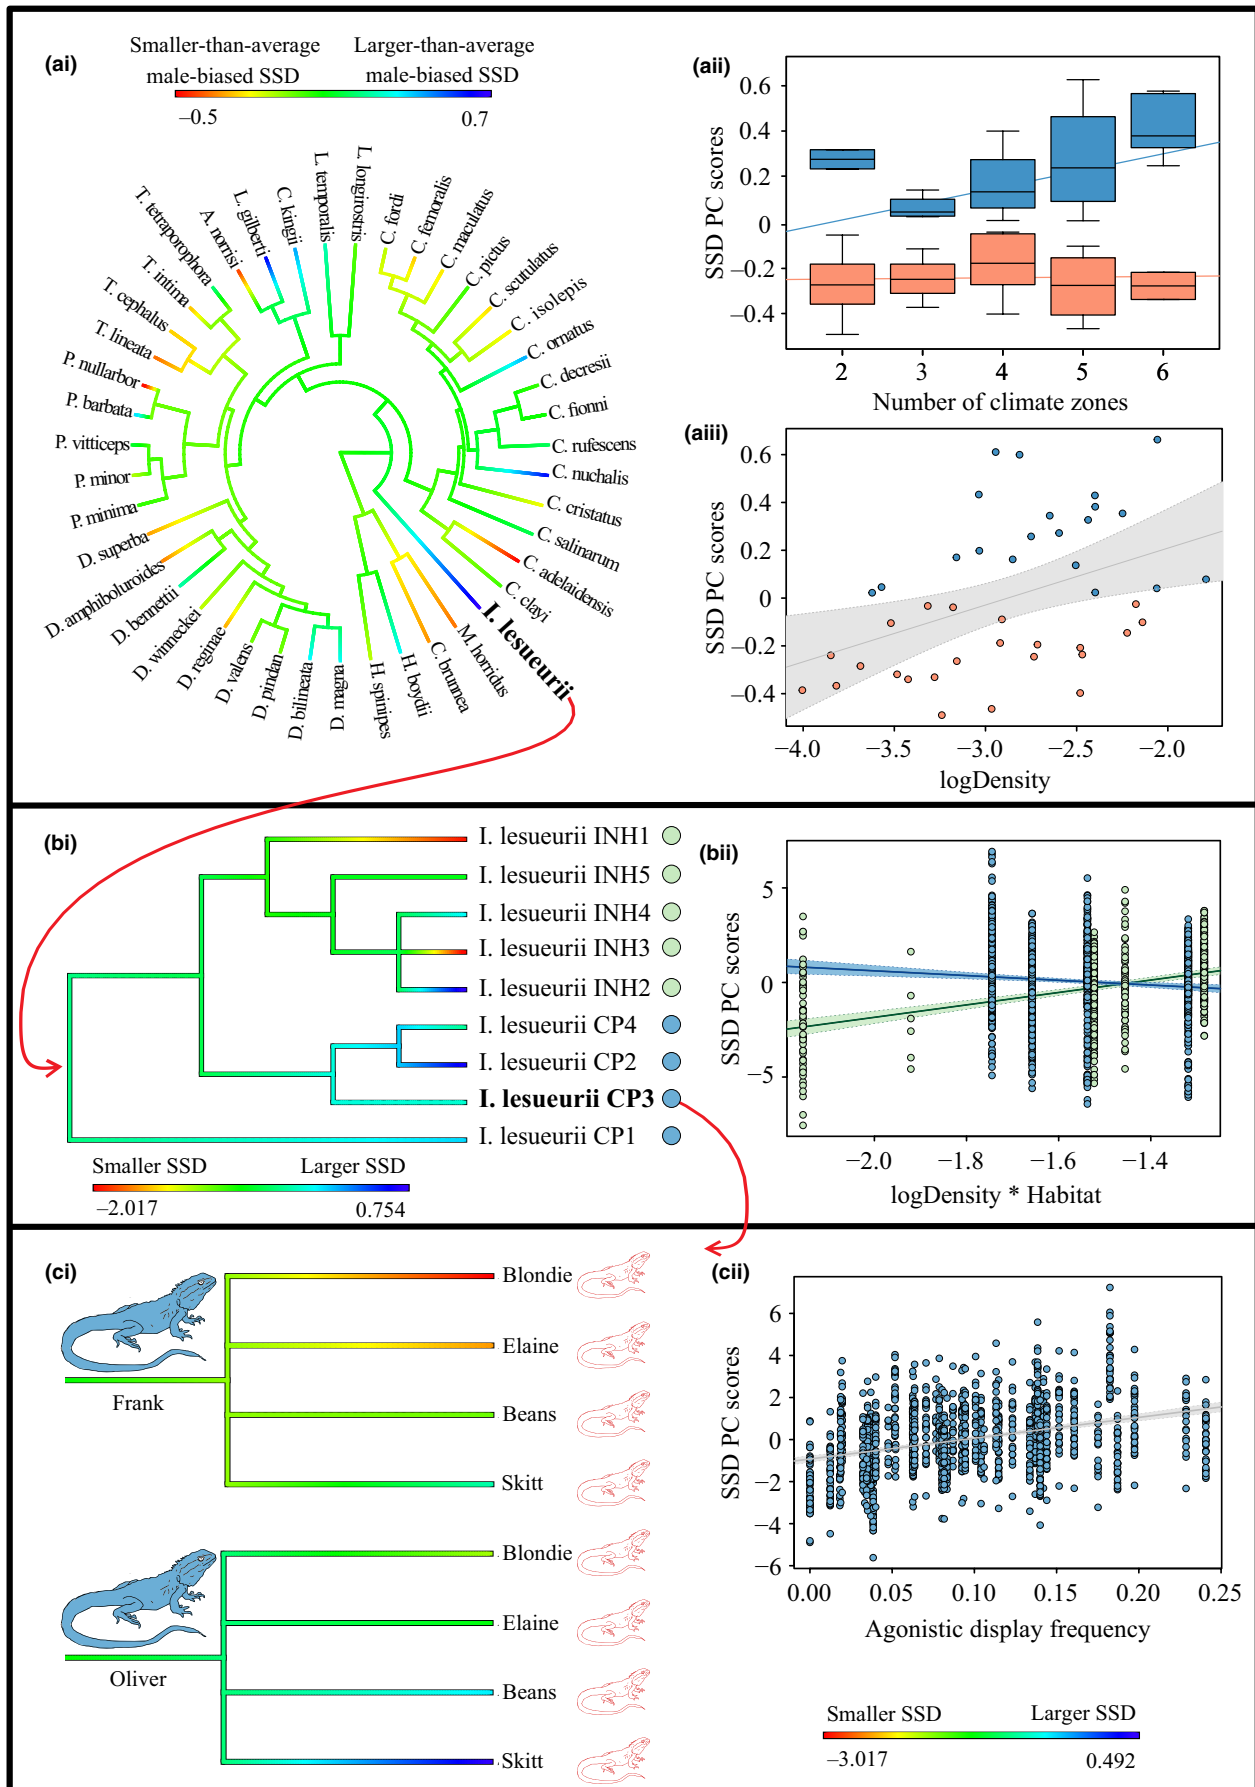 (ai)
Smaller-than-average
male-biased SSD
Larger-than-average
male-biased SSD
−0.5
0.7
T. tetraporophora
A. norrisi
L. gilberti
C. kingii
L. temporalis
L. longirostris
C. fordi
C. femoralis
C. maculatus
C. pictus
C. scutulatus
C. isolepis
C. ornatus
C. decresii
C. fionni
C. rufescens
C. nuchalis
C. cristatus
C. salinarum
C. adelaidensis
C. clayi
I. lesueurii
M. horridus
C. brunnea
H. boydii
H. spinipes
D. magna
D. bilineata
D. pindan
D. valens
D. reginae
D. winneckei
D. bennettii
D. amphiboluroides
D. superba
P. minima
P. minor
P. vitticeps
P. barbata
P. nullarbor
T. lineata
T. cephalus
T. intima
(aii)
SSD PC scores
0.6
0.4
0.2
0
−0.2
−0.4
2 3 4 5 6
Number of climate zones
(aiii)
SSD PC scores
0.6
0.4
0.2
0
−0.2
−0.4
−4.0 −3.5 −3.0 −2.5 −2.0
logDensity
(bi)
I. lesueurii INH1
I. lesueurii INH5
I. lesueurii INH4
I. lesueurii INH3
I. lesueurii INH2
I. lesueurii CP4
I. lesueurii CP2
I. lesueurii CP3
I. lesueurii CP1
Smaller SSD Larger SSD
−2.017 0.754
(bii)
SSD PC scores
5
0
−5
−2.0 −1.8 −1.6 −1.4
logDensity * Habitat
(ci)
Frank
Blondie
Elaine
Beans
Skitt
Oliver
Blondie
Elaine
Beans
Skitt
(cii)
SSD PC scores
6
4
2
0
−2
−4
−6
0.00 0.05 0.10 0.15 0.20 0.25
Agonistic display frequency
Smaller SSD Larger SSD
−3.017 0.492